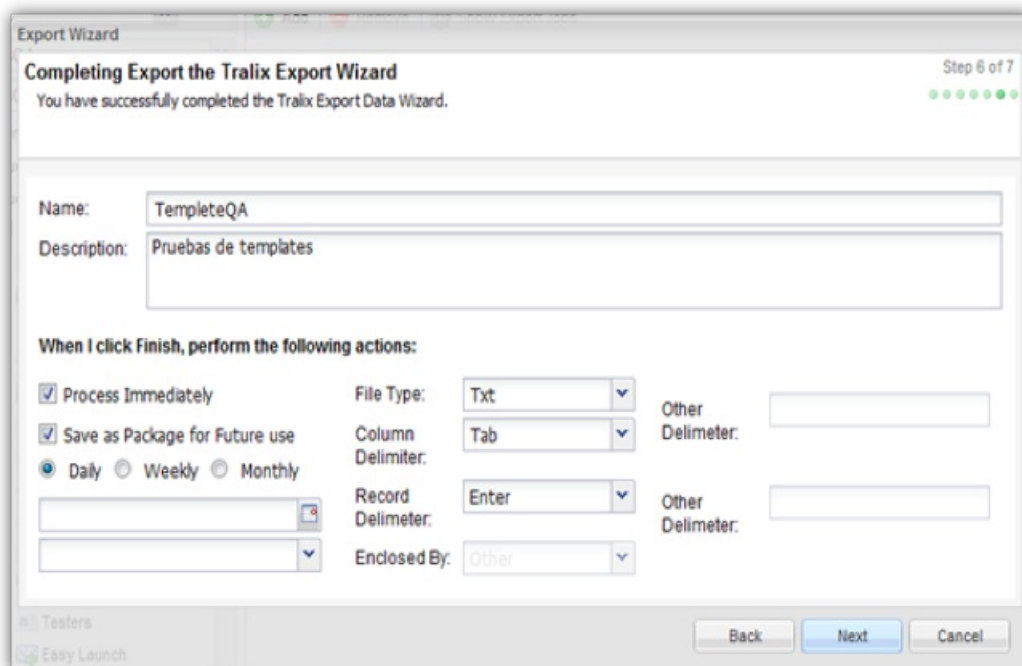 Export Wizard
Completing Export the Tralix Export Wizard
Step 6 of 7
You have successfully completed the Tralix Export Data Wizard.
Name:
TempleteQA
Description:
Pruebas de templates
When I click Finish, perform the following actions:
Process Immediately
File Type:
Txt
Other
Delimeter:
Save as Package for Future use
Column
Delimiter:
Tab
Daily
Weekly
Monthly
Record
Delimeter:
Enter
Other
Delimeter:
Enclosed By:
Other
Testers
Easy Launch
Back
Next
Cancel